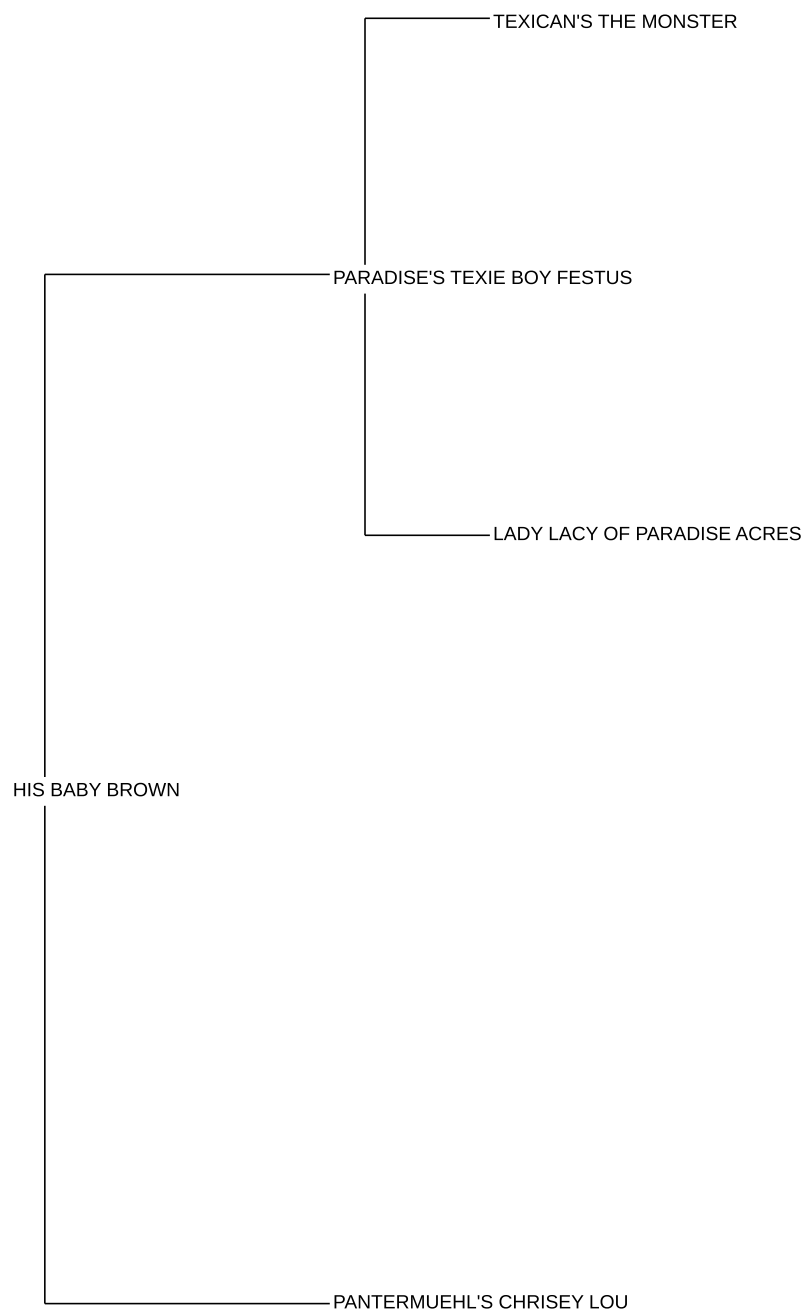 TEXICAN'S THE MONSTER
PARADISE'S TEXIE BOY FESTUS
LADY LACY OF PARADISE ACRES
HIS BABY BROWN
PANTERMUEHL'S CHRISEY LOU